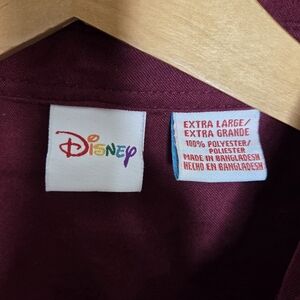 Disney
EXTRA LARGE/
EXTRA GRANDE
100% POLYESTER/
POLIESTER
MADE IN BANGLADESH
HECHO EN BANGLADESH